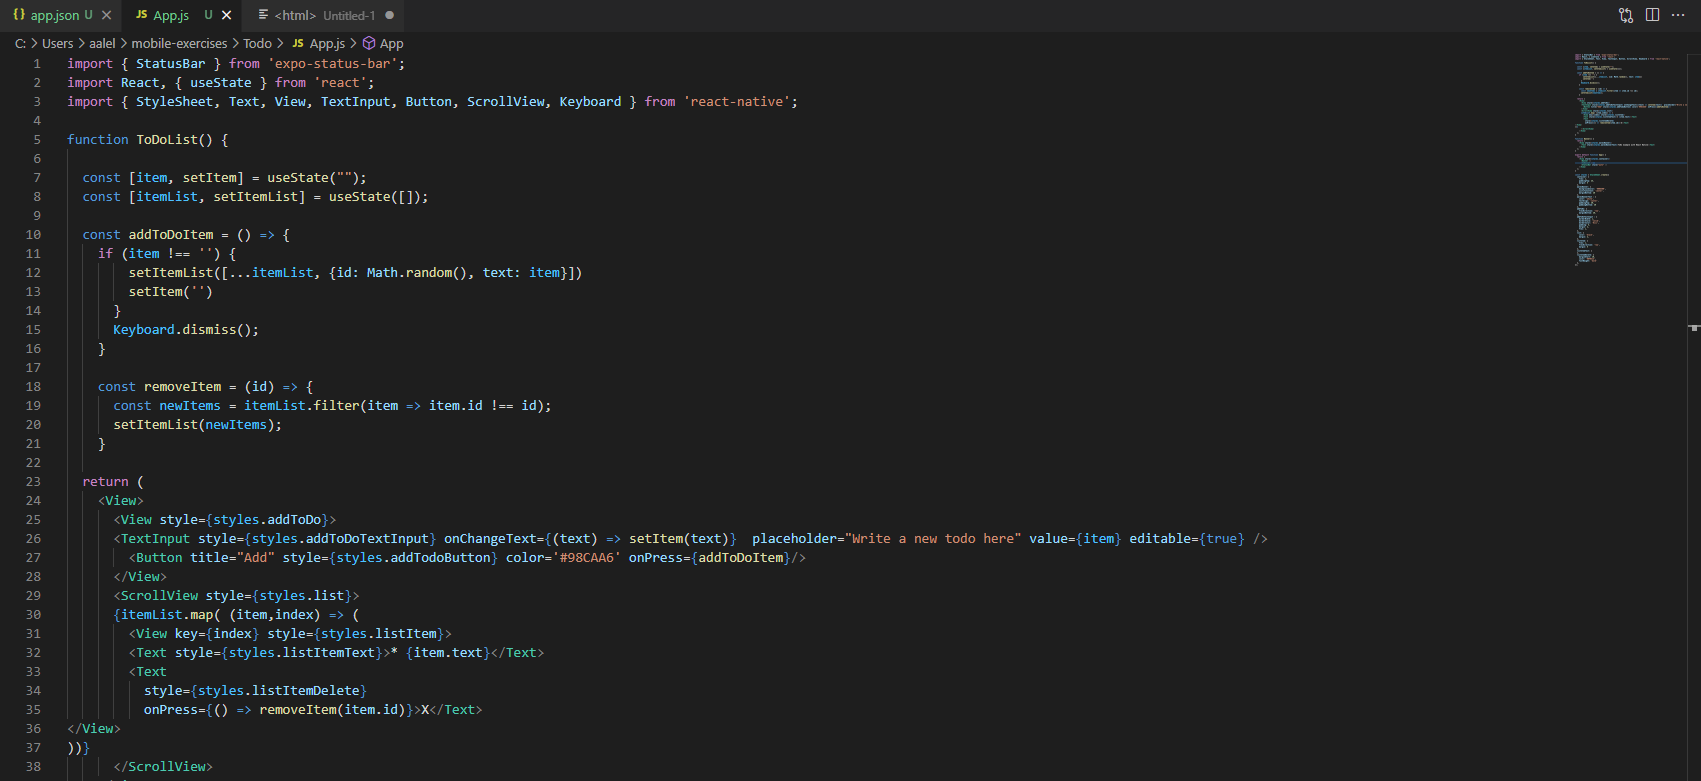 {} app.json U × JS App.js U × <html> Untitled-1 ●
C: > Users > aalel > mobile-exercises > Todo > JS App.js > App
1 import { StatusBar } from 'expo-status-bar';
2 import React, { useState } from 'react';
3 import { StyleSheet, Text, View, TextInput, Button, ScrollView, Keyboard } from 'react-native';
4
5 function ToDoList() {
6
7 const [item, setItem] = useState("");
8 const [itemList, setItemList] = useState([]);
9
10 const addToDoItem = () => {
11 if (item !== '') {
12 setItemList([...itemList, {id: Math.random(), text: item}])
13 setItem('')
14 }
15 Keyboard.dismiss();
16 }
17
18 const removeItem = (id) => {
19 const newItems = itemList.filter(item => item.id !== id);
20 setItemList(newItems);
21 }
22
23 return (
24 <View>
25 <View style={styles.addToDo}>
26 <TextInput style={styles.addToDoTextInput} onChangeText={(text) => setItem(text)}  placeholder="Write a new todo here" value={item} editable={true} />
27 <Button title="Add" style={styles.addTodoButton} color='#98CAA6' onPress={addToDoItem}/>
28 </View>
29 <ScrollView style={styles.list}>
30 {itemList.map( (item,index) => (
31 <View key={index} style={styles.listItem}>
32 <Text style={styles.listItemText}>* {item.text}</Text>
33 <Text
34 style={styles.listItemDelete}
35 onPress={() => removeItem(item.id)}>X</Text>
36 </View>
37 ))}
38 </ScrollView>